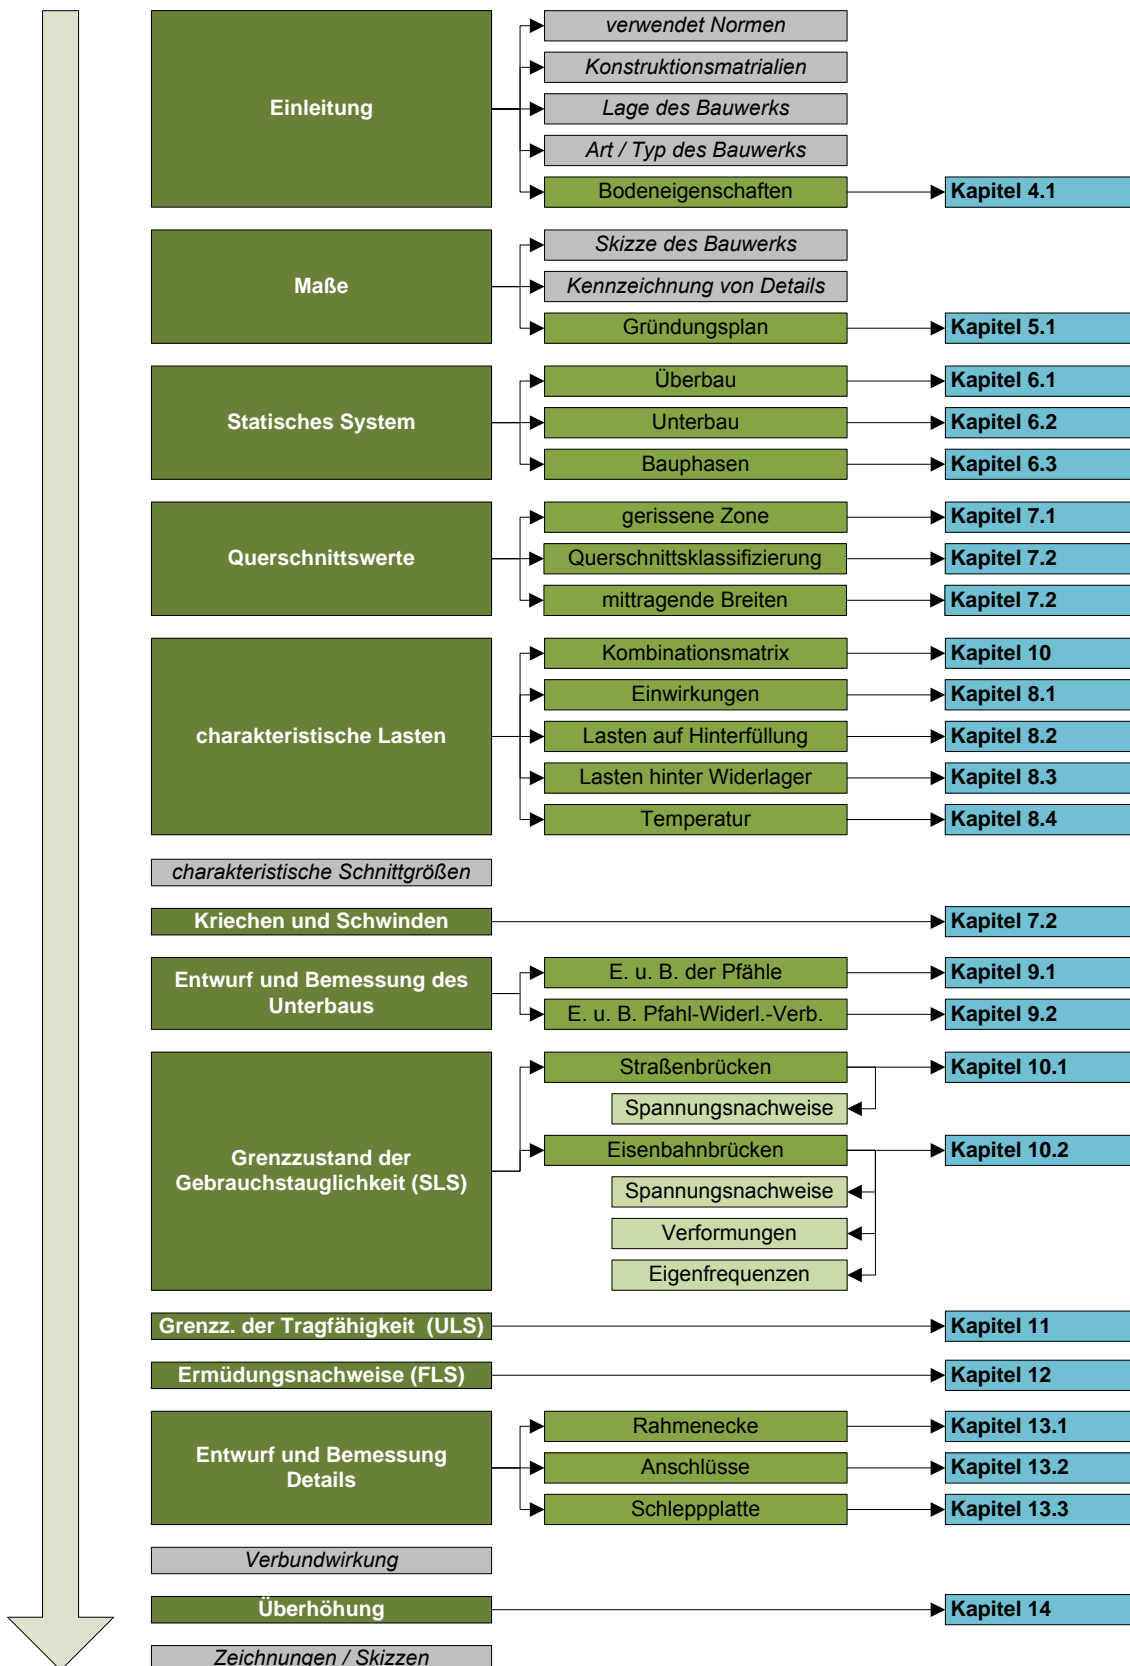 Einleitung
verwendet Normen
Konstruktionsmatrialien
Lage des Bauwerks
Art / Typ des Bauwerks
Bodeneigenschaften
Kapitel 4.1
Maße
Skizze des Bauwerks
Kennzeichnung von Details
Gründungsplan
Kapitel 5.1
Statisches System
Überbau
Kapitel 6.1
Unterbau
Kapitel 6.2
Bauphasen
Kapitel 6.3
Querschnittswerte
gerissene Zone
Kapitel 7.1
Querschnittsklassifizierung
Kapitel 7.2
mittragende Breiten
Kapitel 7.2
charakteristische Lasten
Kombinationsmatrix
Kapitel 10
Einwirkungen
Kapitel 8.1
Lasten auf Hinterfüllung
Kapitel 8.2
Lasten hinter Widerlager
Kapitel 8.3
Temperatur
Kapitel 8.4
charakteristische Schnittgrößen
Kriechen und Schwinden
Kapitel 7.2
Entwurf und Bemessung des
Unterbaus
E. u. B. der Pfähle
Kapitel 9.1
E. u. B. Pfahl-Widerl.-Verb.
Kapitel 9.2
Grenzzustand der
Gebrauchstauglichkeit (SLS)
Straßenbrücken
Kapitel 10.1
Spannungsnachweise
Eisenbahnbrücken
Kapitel 10.2
Spannungsnachweise
Verformungen
Eigenfrequenzen
Grenzz. der Tragfähigkeit (ULS)
Kapitel 11
Ermüdungsnachweise (FLS)
Kapitel 12
Entwurf und Bemessung
Details
Rahmenecke
Kapitel 13.1
Anschlüsse
Kapitel 13.2
Schleppplatte
Kapitel 13.3
Verbundwirkung
Überhöhung
Kapitel 14
Zeichnungen / Skizzen